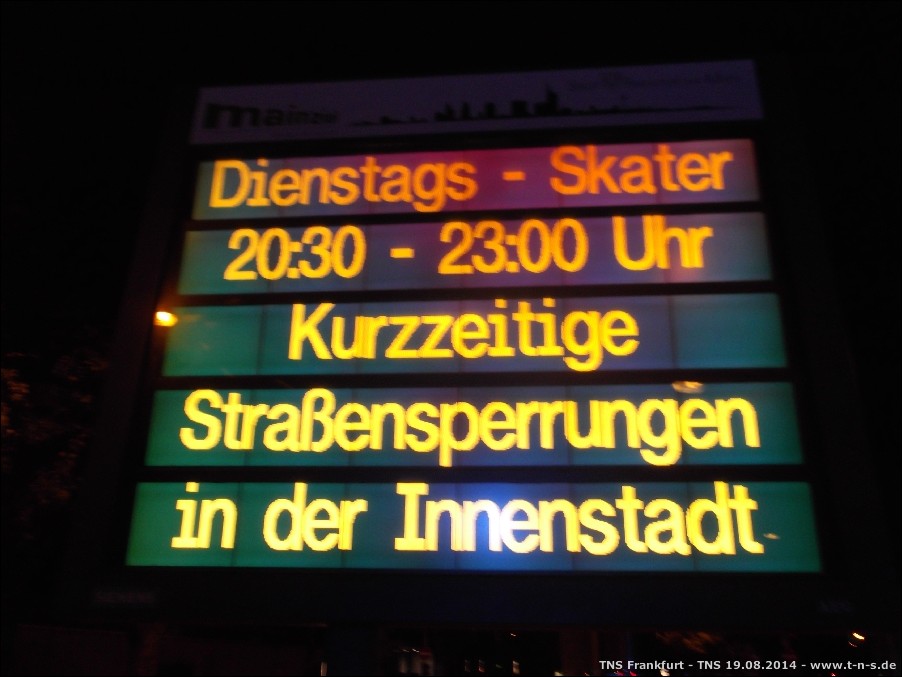 Dienstags - Skater
20:30 - 23:00 Uhr
Kurzzeitige
Straßensperrungen
in der Innenstadt
TNS Frankfurt - TNS 19.08.2014 - www.t-n-s.de